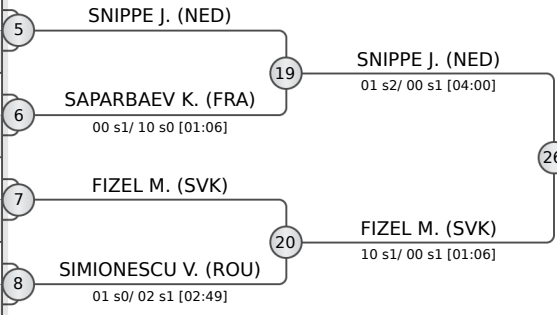 SNIPPE J. (NED)
5
19
SNIPPE J. (NED)
01 s2/ 00 s1 [04:00]
SAPARBAEV K. (FRA)
6
00 s1/ 10 s0 [01:06]
26
FIZEL M. (SVK)
7
20
FIZEL M. (SVK)
10 s1/ 00 s1 [01:06]
SIMIONESCU V. (ROU)
8
01 s0/ 02 s1 [02:49]